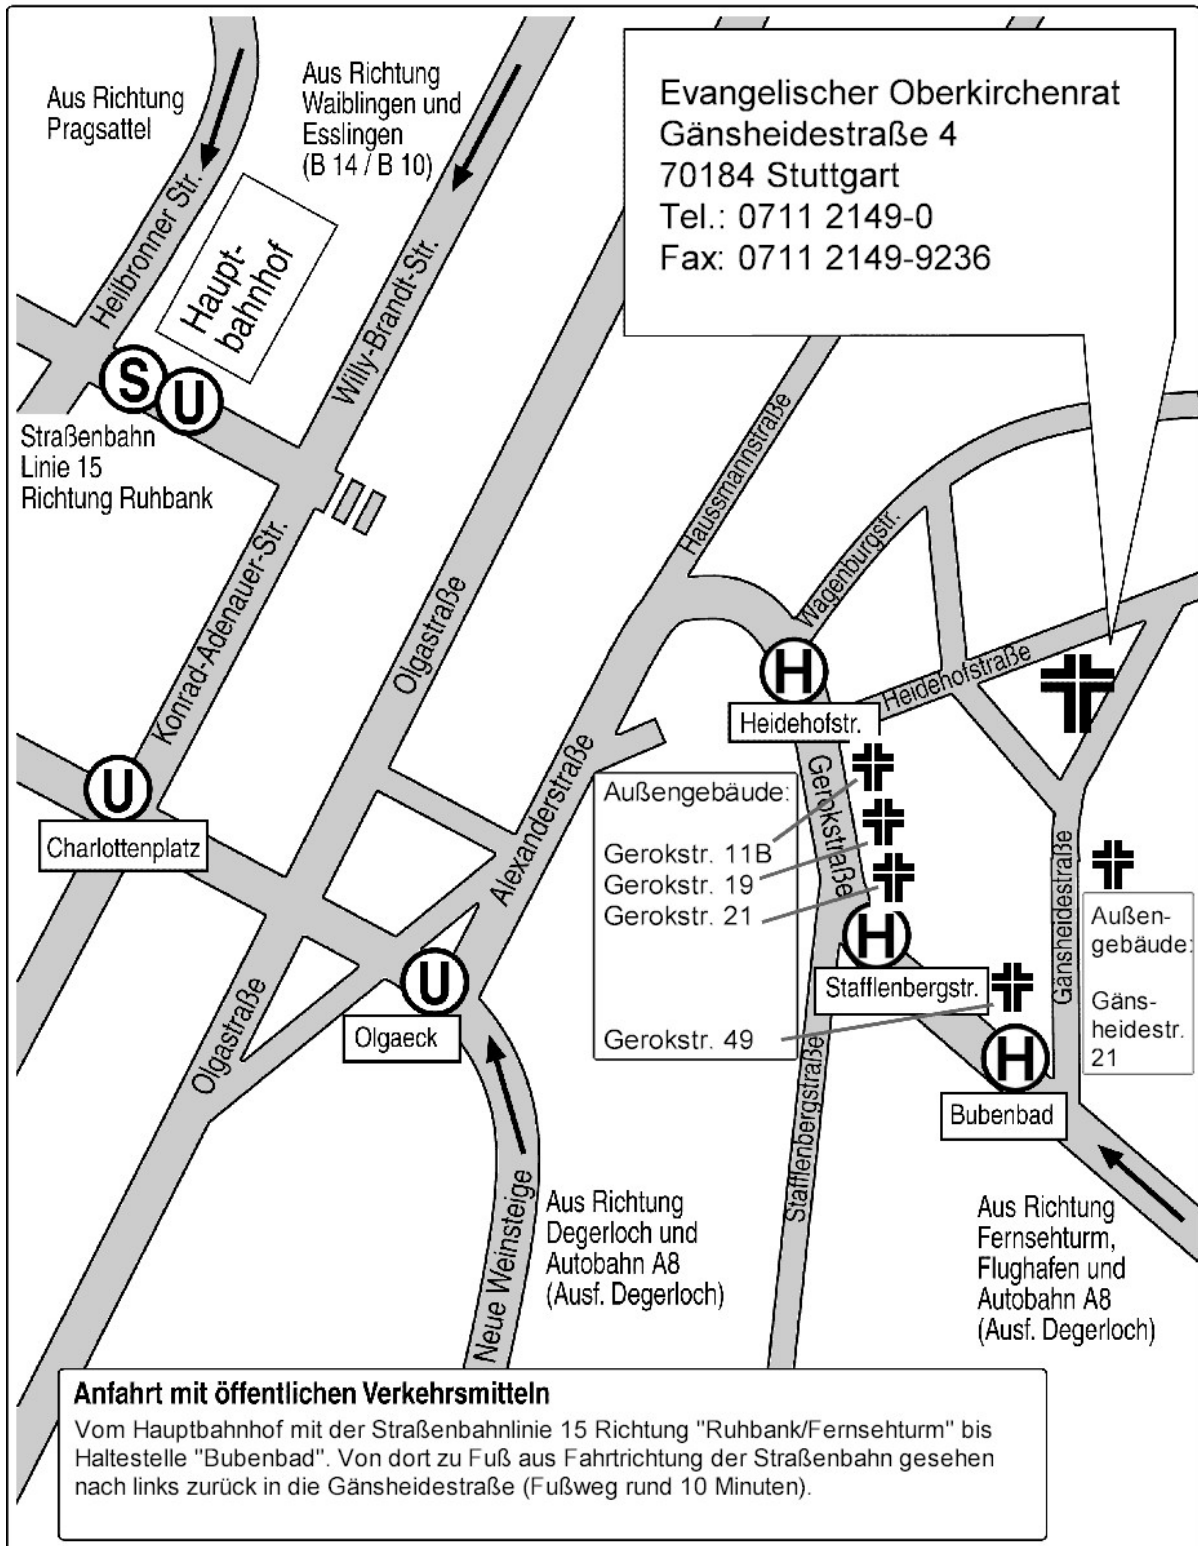 Aus Richtung
Pragsattel
Aus Richtung
Waiblingen und
Esslingen
(B 14 / B 10)
Evangelischer Oberkirchenrat
Gänsheidestraße 4
70184 Stuttgart
Tel.: 0711 2149-0
Fax: 0711 2149-9236
Heilbronner Str.
Haupt-
bahnhof
Willy-Brandt-Str.
S
U
Straßenbahn
Linie 15
Richtung Ruhbank
Haussmannstraße
Wagenburgstr.
Konrad-Adenauer-Str.
Olgastraße
H
Heidehofstr.
Heidehofstraße
U
Charlottenplatz
Alexanderstraße
Gerokstraße
Außengebäude:
Gerokstr. 11B
Gerokstr. 19
Gerokstr. 21
Gerokstr. 49
Gänsheidestraße
Außen-
gebäude:
Gäns-
heidestr.
21
H
Stafflenbergstr.
U
Olgaeck
Olgastraße
H
Bubenbad
Stafflenbergstraße
Neue Weinsteige
Aus Richtung
Degerloch und
Autobahn A8
(Ausf. Degerloch)
Aus Richtung
Fernsehturm,
Flughafen und
Autobahn A8
(Ausf. Degerloch)
Anfahrt mit öffentlichen Verkehrsmitteln
Vom Hauptbahnhof mit der Straßenbahnlinie 15 Richtung "Ruhbank/Fernsehturm" bis
Haltestelle "Bubenbad". Von dort zu Fuß aus Fahrtrichtung der Straßenbahn gesehen
nach links zurück in die Gänsheidestraße (Fußweg rund 10 Minuten).